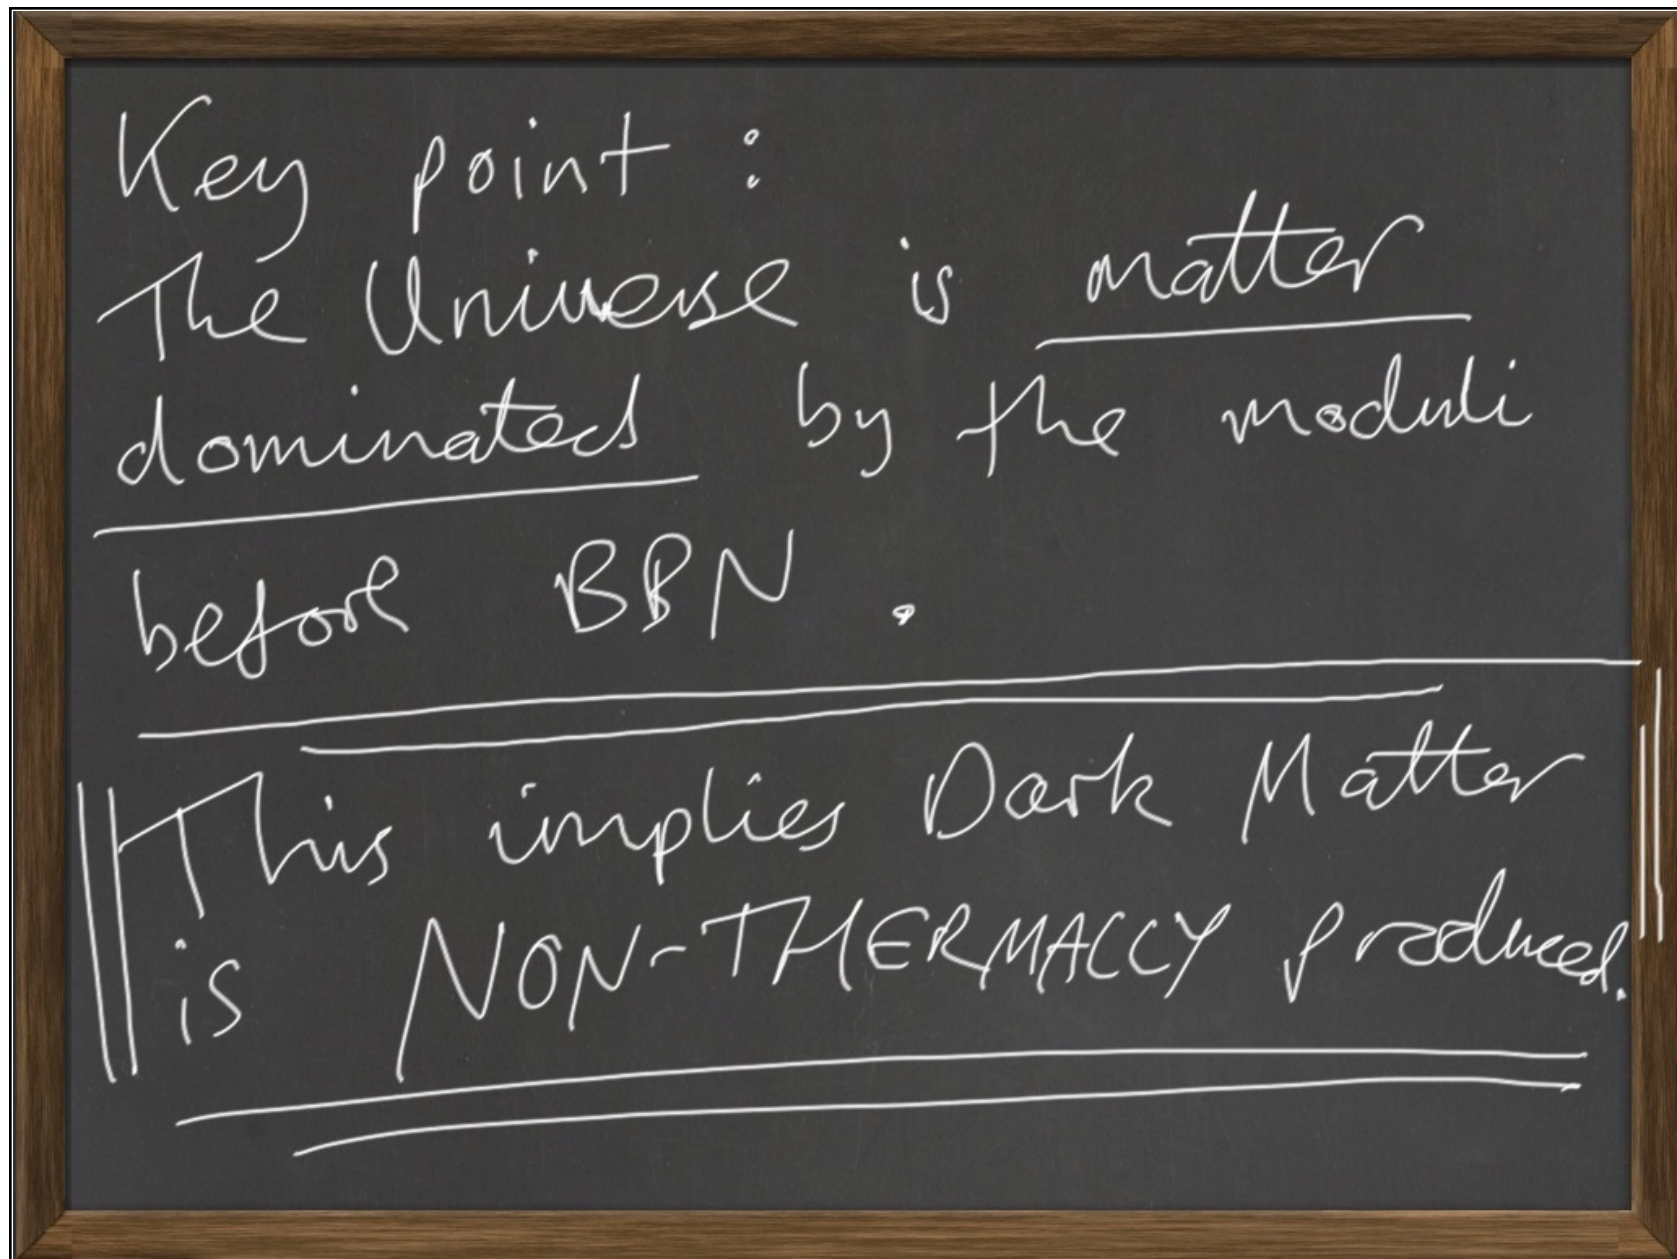 Key point :
The Universe is matter
dominated by the moduli
before BBN .
This implies Dark Matter
is NON-THERMALLY produced.